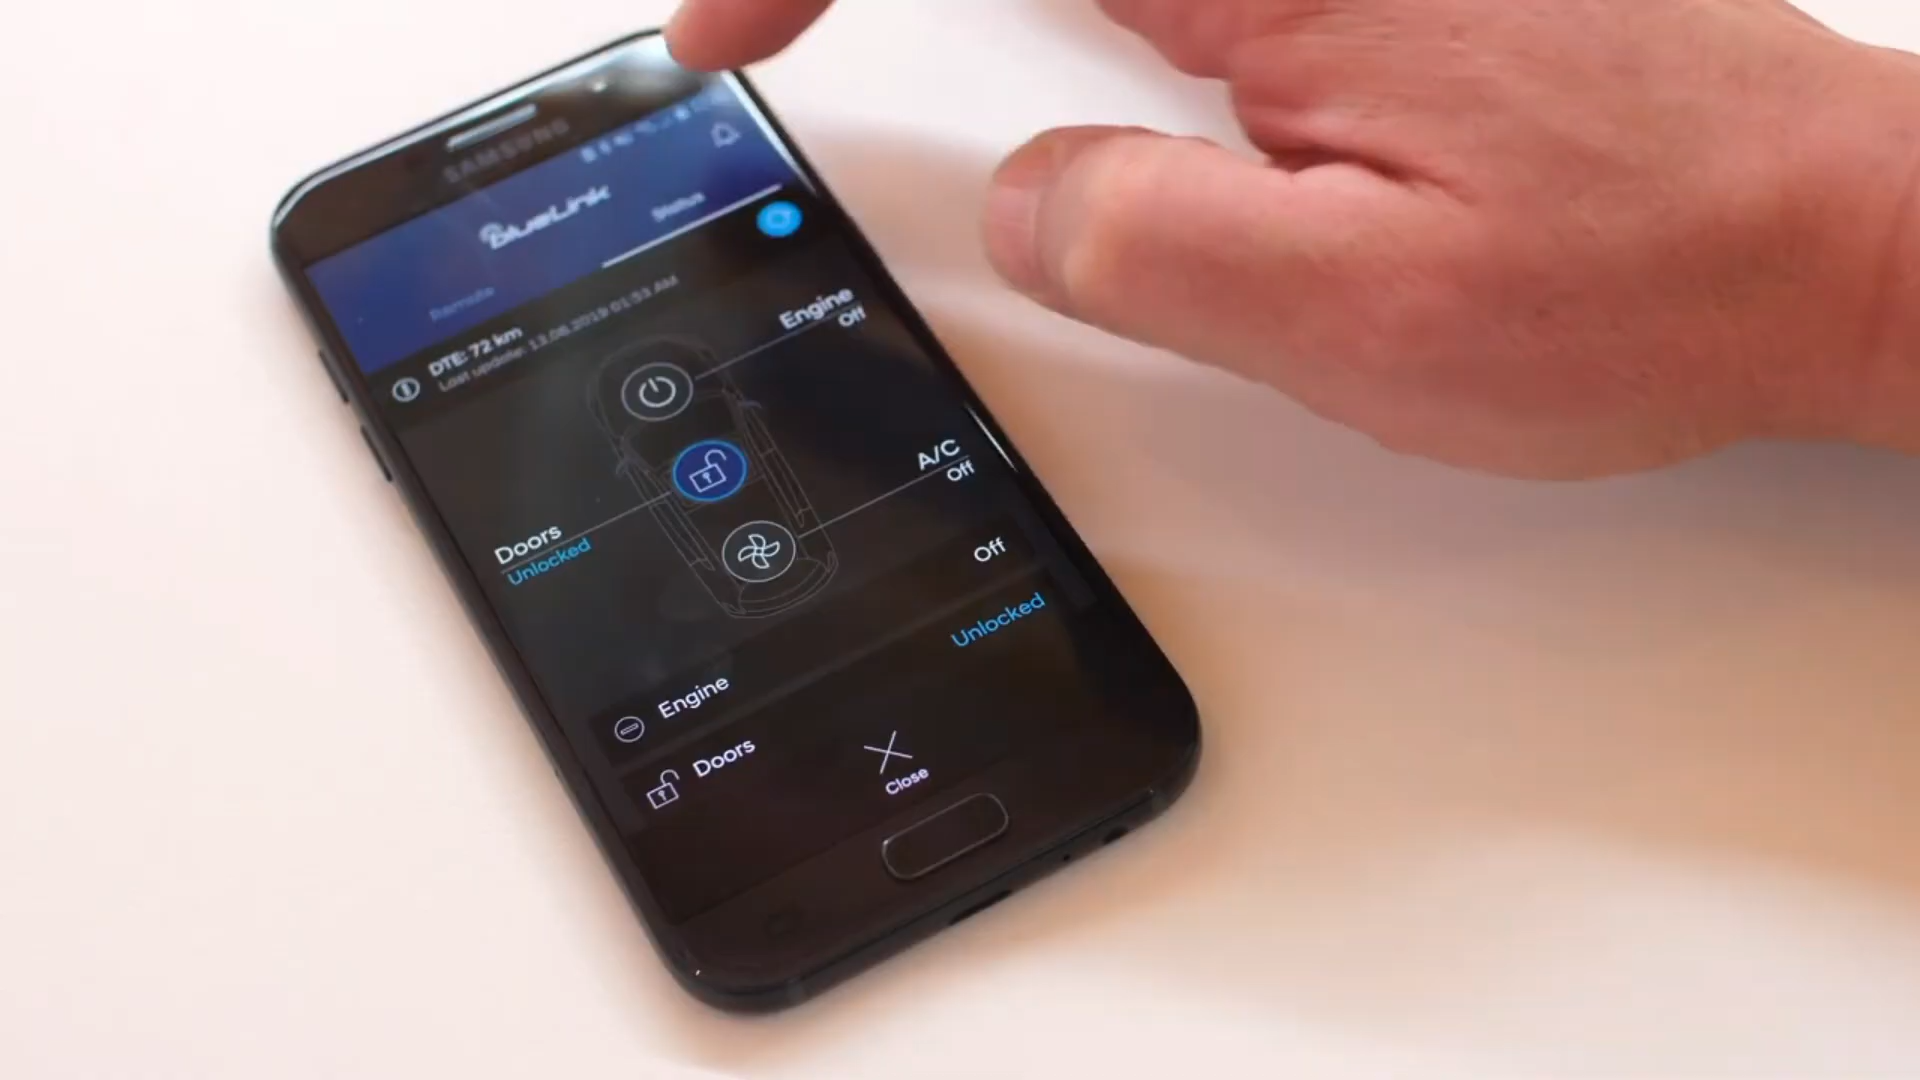 SAMSUNG
BlueLink
Remote
Status
DTE: 72 km
Last update: 13.06.2019 01:53 AM
Engine
Off
A/C
Off
Doors
Unlocked
Engine
Off
Doors
Unlocked
Close